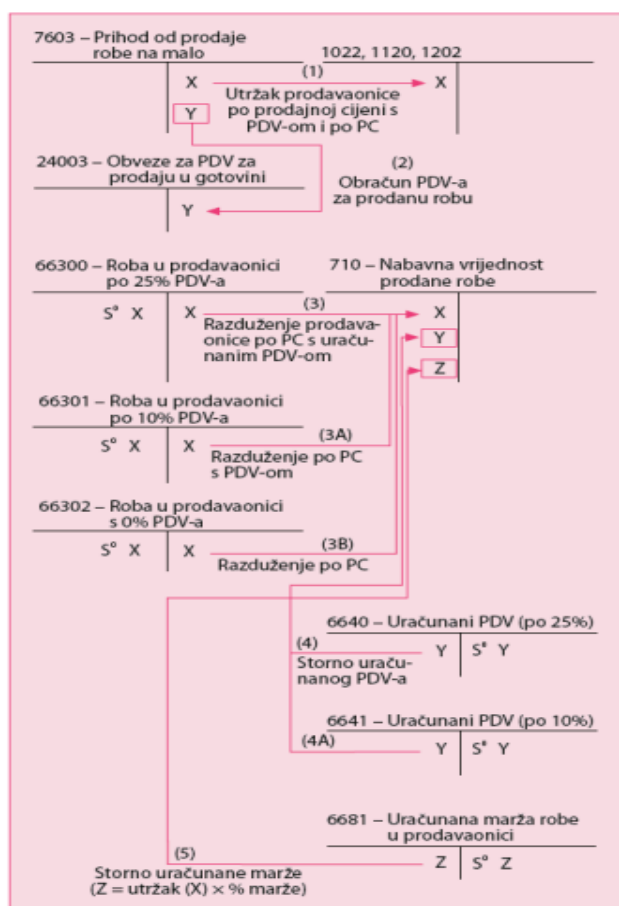 7603 – Prihod od prodaje
robe na malo
1022, 1120, 1202
X
(1)
X
Utržak prodavaonice
po prodajnoj cijeni s
PDV-om i po PC
Y
24003 – Obveze za PDV za
prodaju u gotovini
(2)
Obračun PDV-a
za prodanu robu
Y
66300 – Roba u prodavaonici
po 25% PDV-a
710 – Nabavna vrijednost
prodane robe
S° X
X
(3)
X
Razduženje prodava-
onice po PC s uraču-
nanim PDV-om
Y
Z
66301 – Roba u prodavaonici
po 10% PDV-a
S° X
X
(3A)
Razduženje po PC
s PDV-om
66302 – Roba u prodavaonici
s 0% PDV-a
S° X
X
(3B)
Razduženje po PC
6640 – Uračunani PDV (po 25%)
(4)
Y
S° Y
Storno uraču-
nanog PDV-a
6641 – Uračunani PDV (po 10%)
(4A)
Y
S° Y
6681 – Uračunana marža robe
u prodavaonici
(5)
Z
S° Z
Storno uračunane marže
(Z = utržak (X) × % marže)